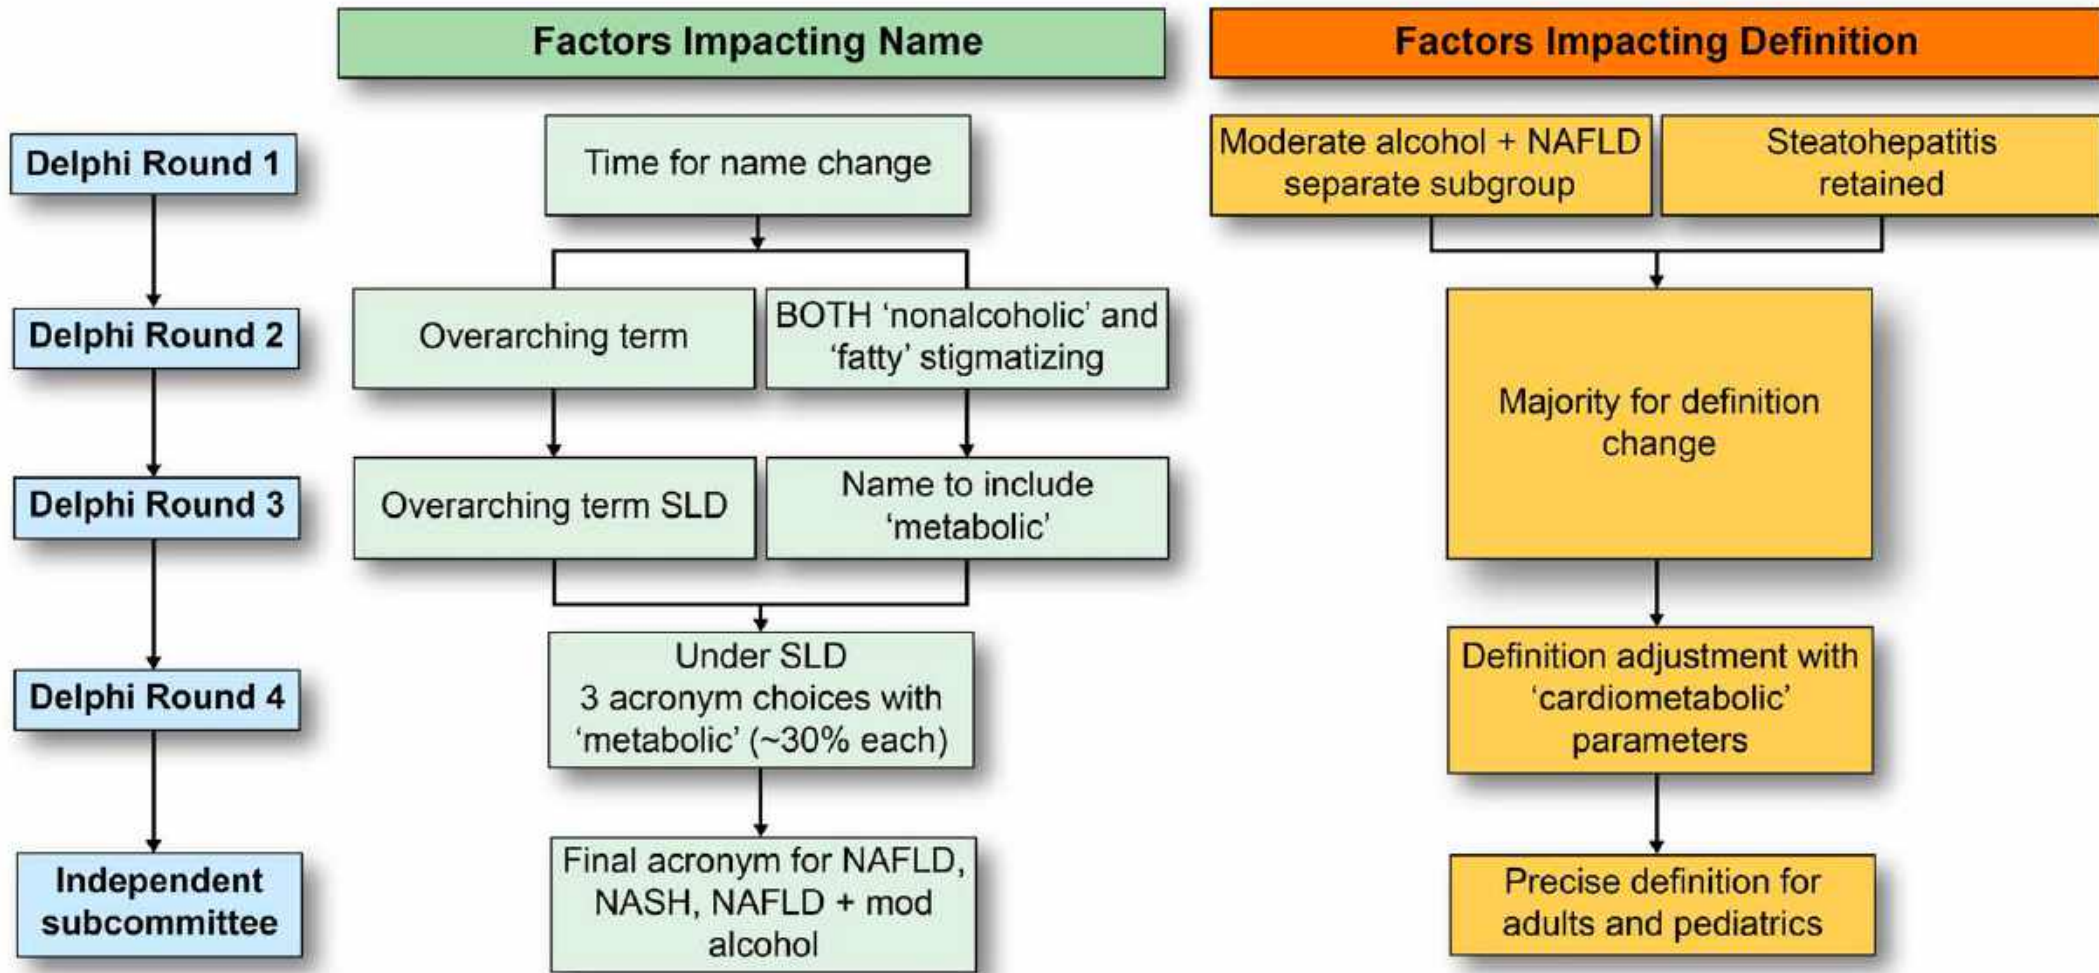 Factors Impacting Name
Factors Impacting Definition
Delphi Round 1
Time for name change
Moderate alcohol + NAFLD
separate subgroup
Steatohepatitis
retained
Delphi Round 2
Overarching term
BOTH ‘nonalcoholic’ and
‘fatty’ stigmatizing
Majority for definition
change
Delphi Round 3
Overarching term SLD
Name to include
‘metabolic’
Delphi Round 4
Under SLD
3 acronym choices with
‘metabolic’ (~30% each)
Definition adjustment with
‘cardiometabolic’
parameters
Independent
subcommittee
Final acronym for NAFLD,
NASH, NAFLD + mod
alcohol
Precise definition for
adults and pediatrics